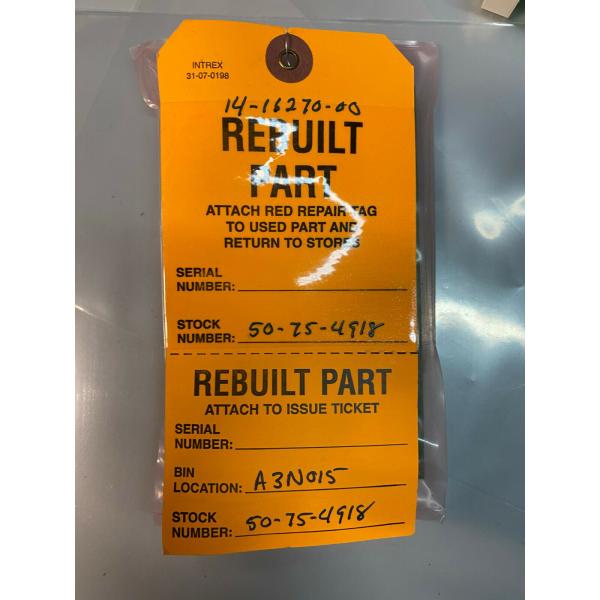 INTREX
31-07-0198
14-16270-00
REBUILT
PART
ATTACH RED REPAIR TAG
TO USED PART AND
RETURN TO STORES
SERIAL
NUMBER:
STOCK
NUMBER: 50-75-4918
REBUILT PART
ATTACH TO ISSUE TICKET
SERIAL
NUMBER:
BIN
LOCATION: A3N015
STOCK
NUMBER: 50-75-4918